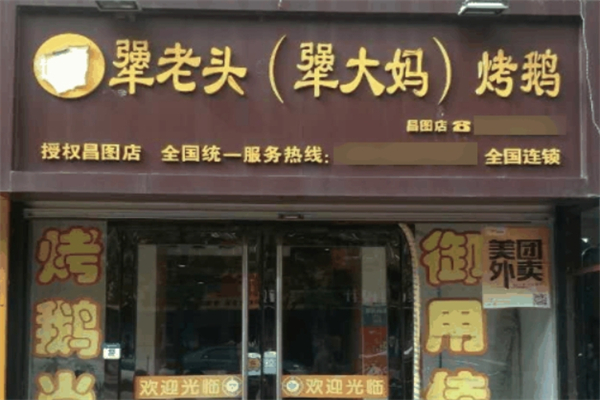 犟老头（犟大妈）烤鹅
昌图店
授权昌图店 全国统一服务热线： 全国连锁
烤鹅
御用
美团
外卖
欢迎光临
欢迎光临